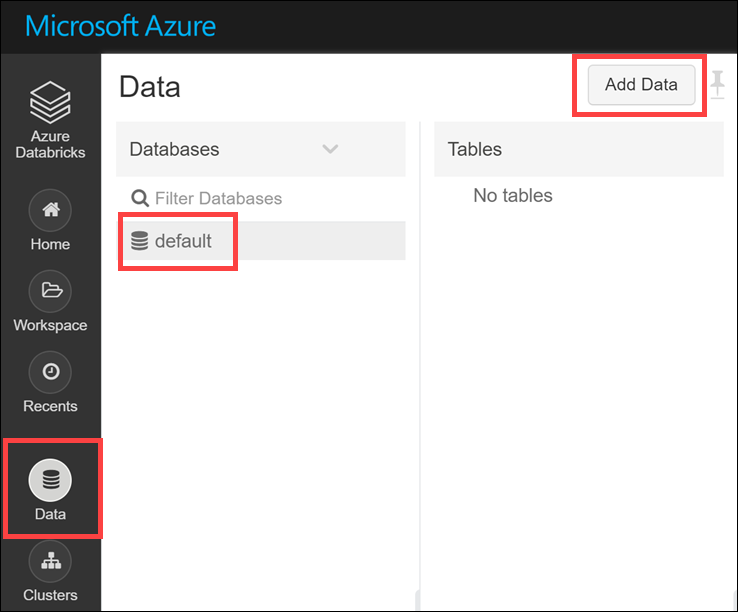 Microsoft Azure
Azure
Databricks
Home
Workspace
Recents
Data
Clusters
Data
Add Data
Databases
Filter Databases
default
Tables
No tables